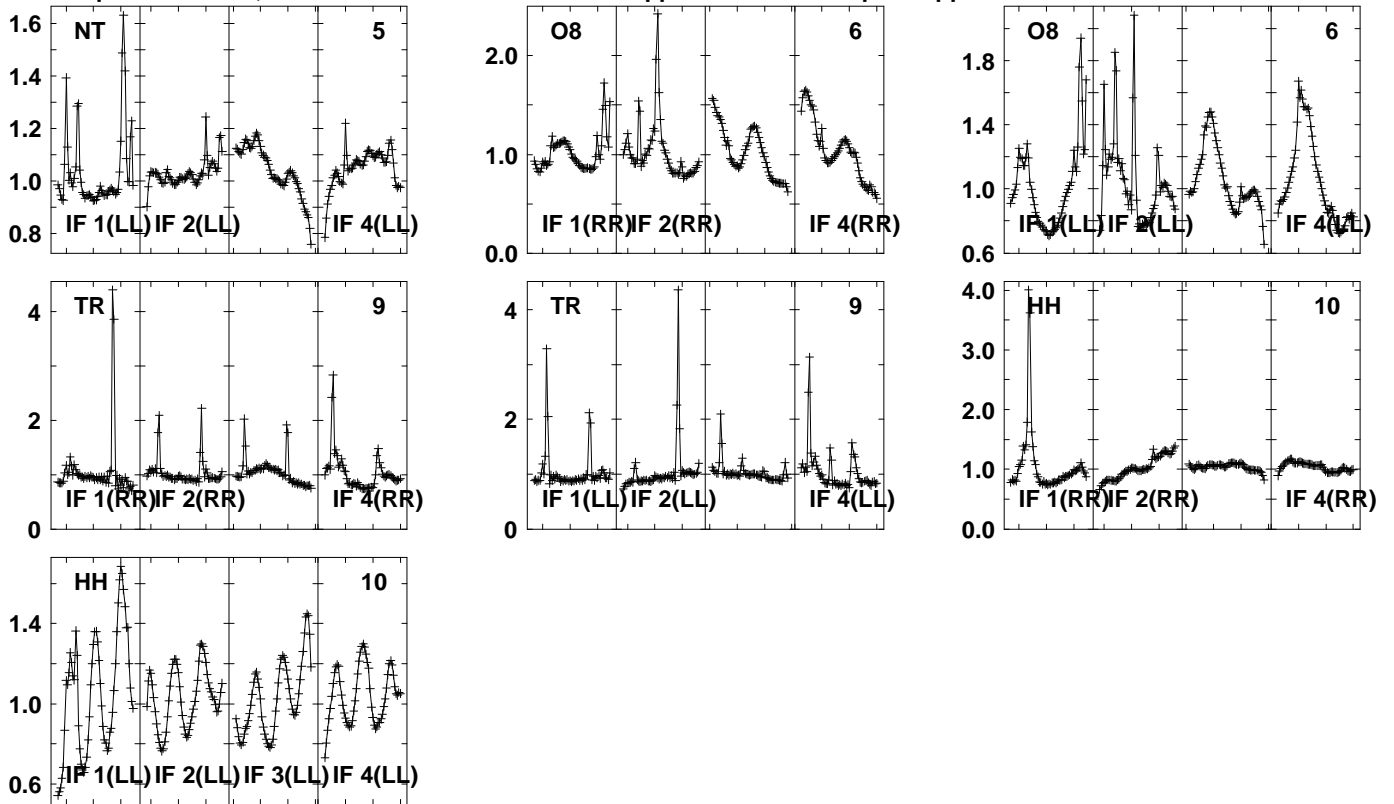 NT 5
1.6
1.4
1.2
1.0
0.8
IF 1(LL) IF 2(LL) IF 4(LL)
O8 6
2.0
1.0
0.0
IF 1(RR) IF 2(RR) IF 4(RR)
O8 6
1.8
1.4
1.0
0.6
IF 1(LL) IF 2(LL) IF 4(LL)
TR 9
4
2
0
IF 1(RR) IF 2(RR) IF 4(RR)
TR 9
4
2
0
IF 1(LL) IF 2(LL) IF 4(LL)
HH 10
4.0
3.0
2.0
1.0
0.0
IF 1(RR) IF 2(RR) IF 4(RR)
HH 10
1.4
1.0
0.6
IF 1(LL) IF 2(LL) IF 3(LL) IF 4(LL)